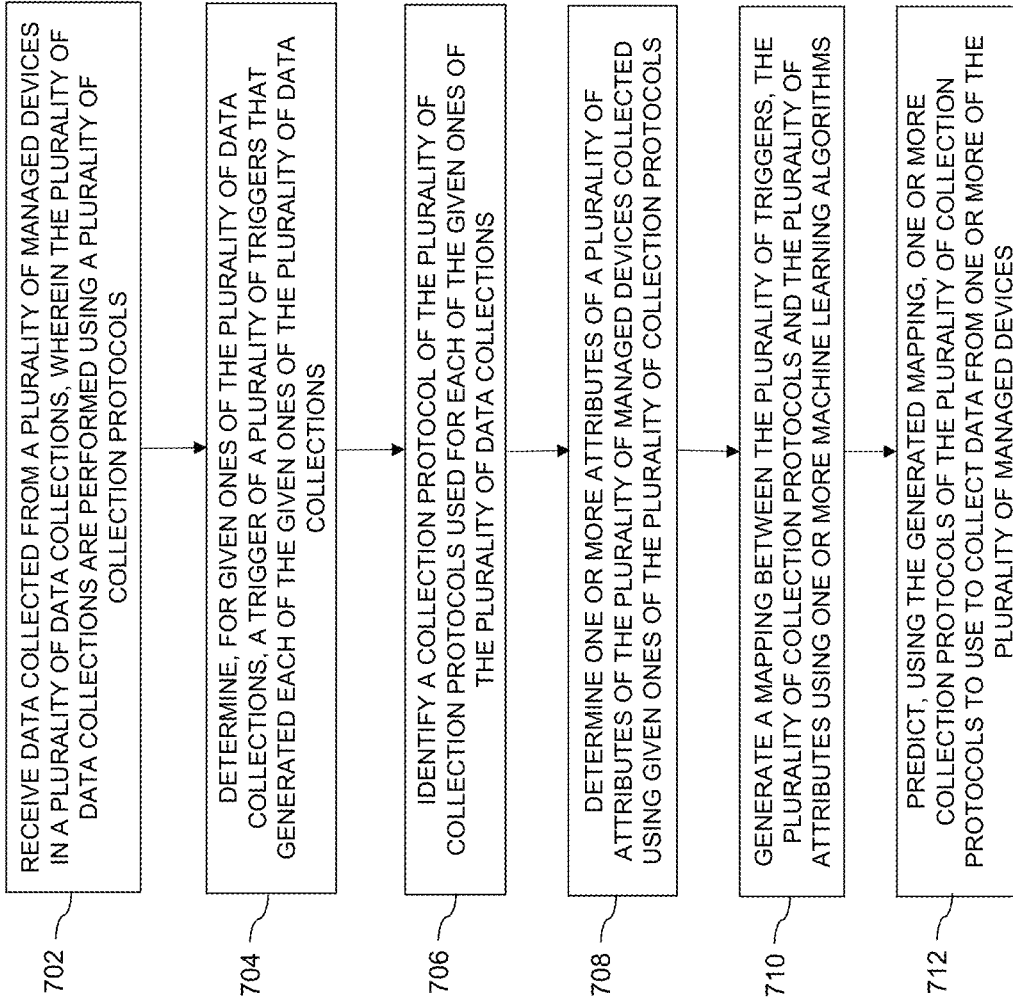 RECEIVE DATA COLLECTED FROM A PLURALITY OF MANAGED DEVICES
IN A PLURALITY OF DATA COLLECTIONS, WHEREIN THE PLURALITY OF
DATA COLLECTIONS ARE PERFORMED USING A PLURALITY OF
COLLECTION PROTOCOLS
702
DETERMINE, FOR GIVEN ONES OF THE PLURALITY OF DATA
COLLECTIONS, A TRIGGER OF A PLURALITY OF TRIGGERS THAT
GENERATED EACH OF THE GIVEN ONES OF THE PLURALITY OF DATA
COLLECTIONS
704
IDENTIFY A COLLECTION PROTOCOL OF THE PLURALITY OF
COLLECTION PROTOCOLS USED FOR EACH OF THE GIVEN ONES OF
THE PLURALITY OF DATA COLLECTIONS
706
DETERMINE ONE OR MORE ATTRIBUTES OF A PLURALITY OF
ATTRIBUTES OF THE PLURALITY OF MANAGED DEVICES COLLECTED
USING GIVEN ONES OF THE PLURALITY OF COLLECTION PROTOCOLS
708
GENERATE A MAPPING BETWEEN THE PLURALITY OF TRIGGERS, THE
PLURALITY OF COLLECTION PROTOCOLS AND THE PLURALITY OF
ATTRIBUTES USING ONE OR MORE MACHINE LEARNING ALGORITHMS
710
PREDICT, USING THE GENERATED MAPPING, ONE OR MORE
COLLECTION PROTOCOLS OF THE PLURALITY OF COLLECTION
PROTOCOLS TO USE TO COLLECT DATA FROM ONE OR MORE OF THE
PLURALITY OF MANAGED DEVICES
712